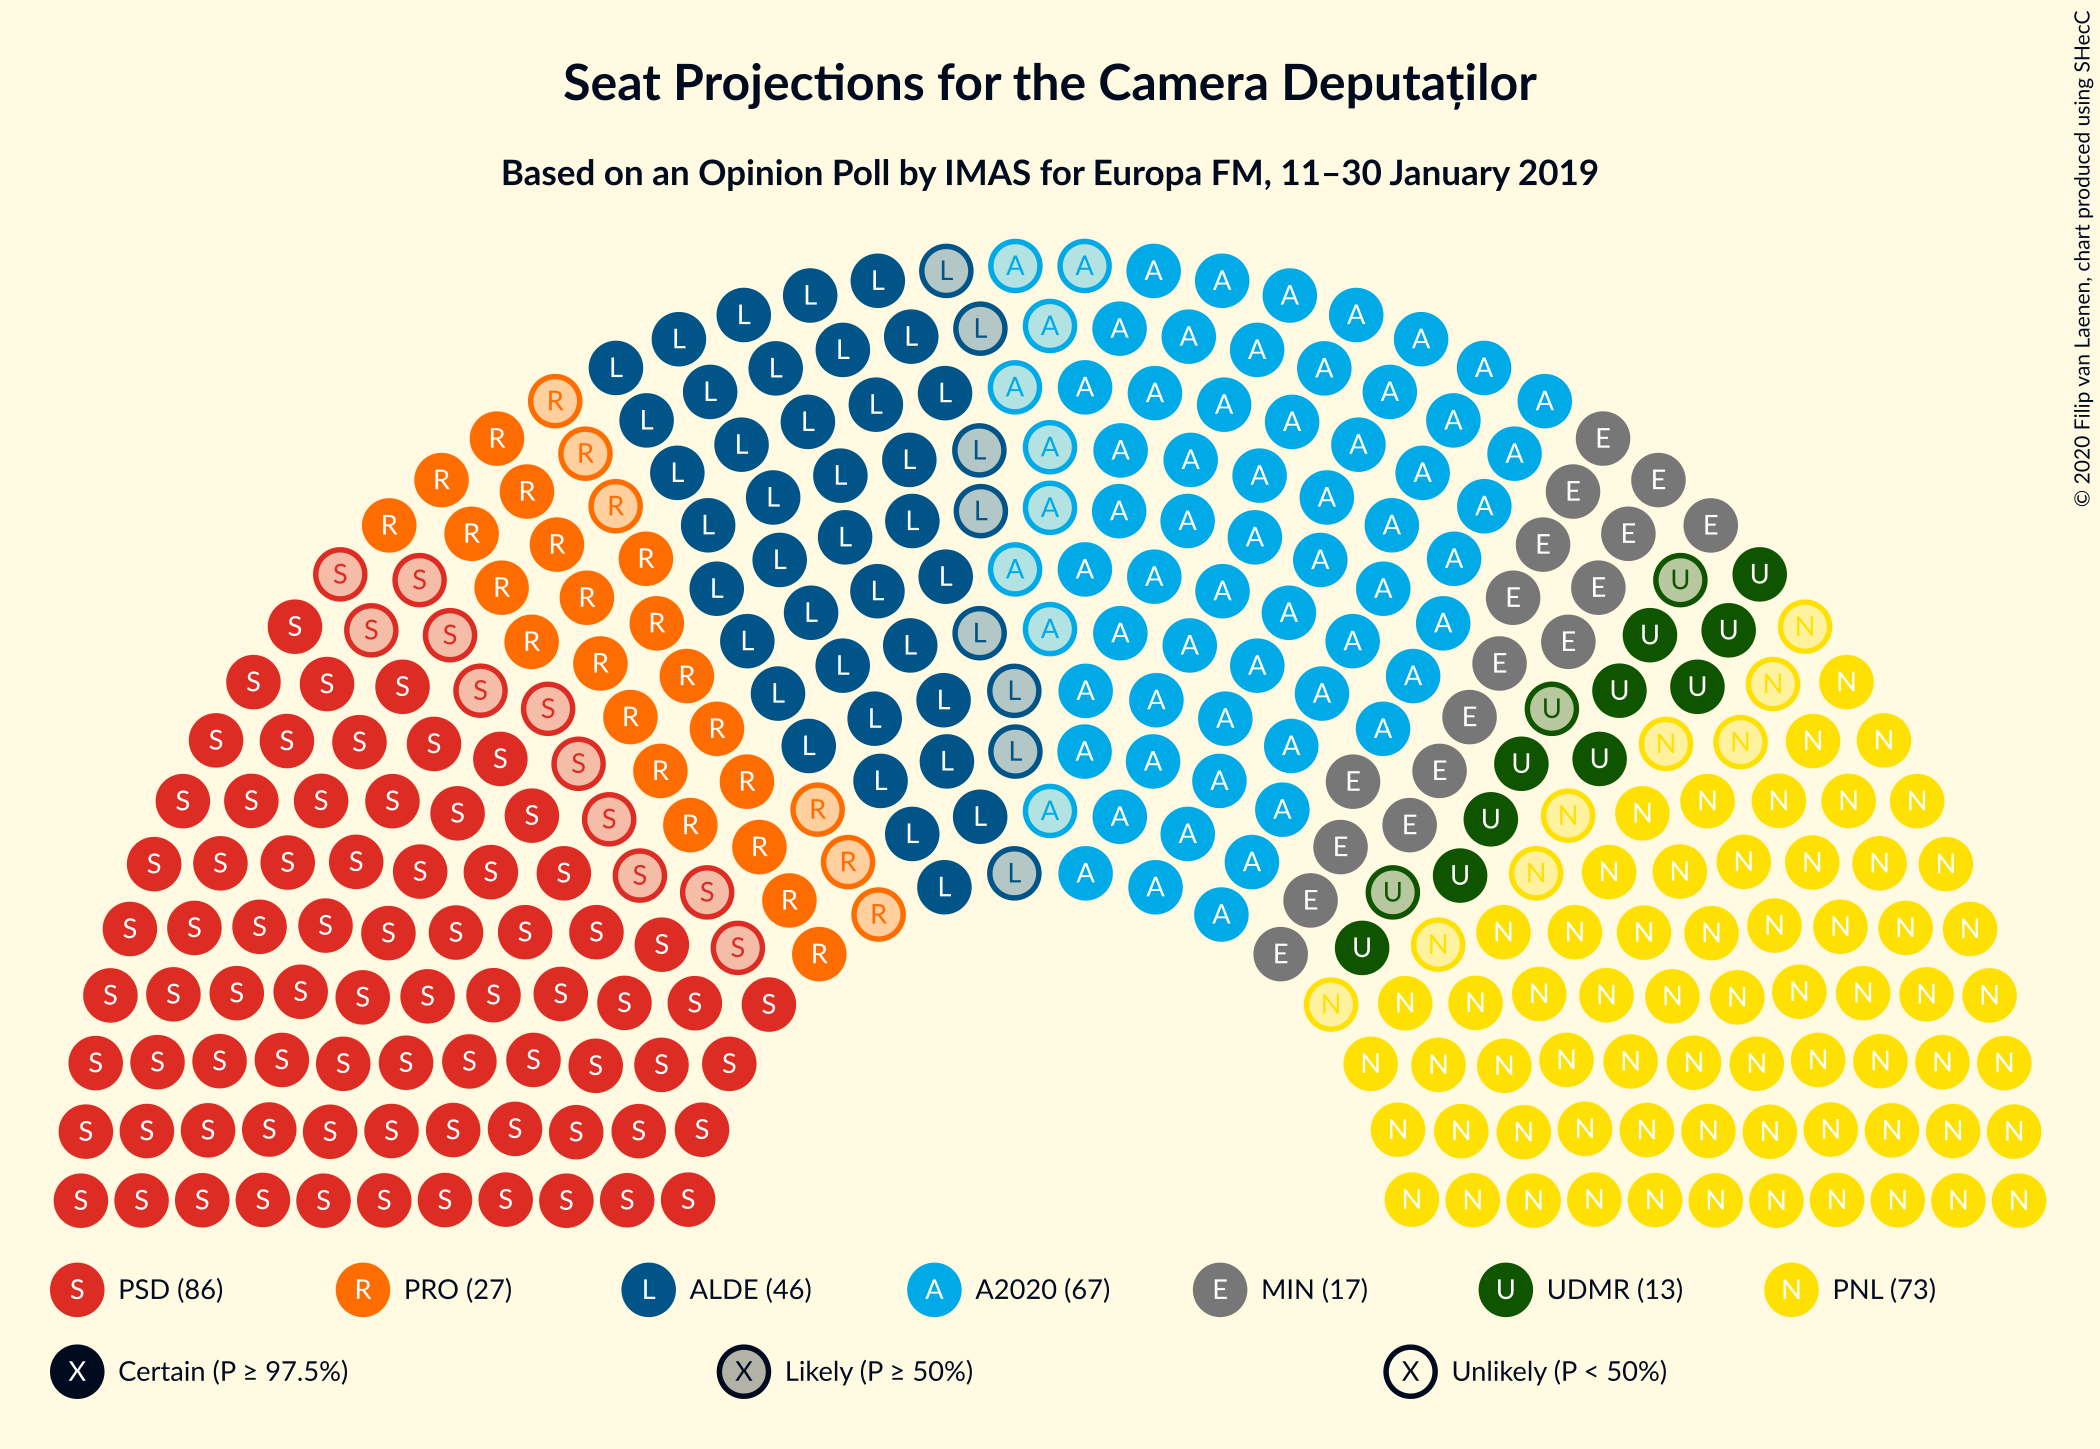 Seat Projections for the Camera Deputaților
Based on an Opinion Poll by IMAS for Europa FM, 11–30 January 2019
© 2020 Filip van Laenen, chart produced using SHecC
S PSD (86) R PRO (27) L ALDE (46) A A2020 (67) E MIN (17) U UDMR (13) N PNL (73)
X Certain (P ≥ 97.5%) X Likely (P ≥ 50%) X Unlikely (P < 50%)